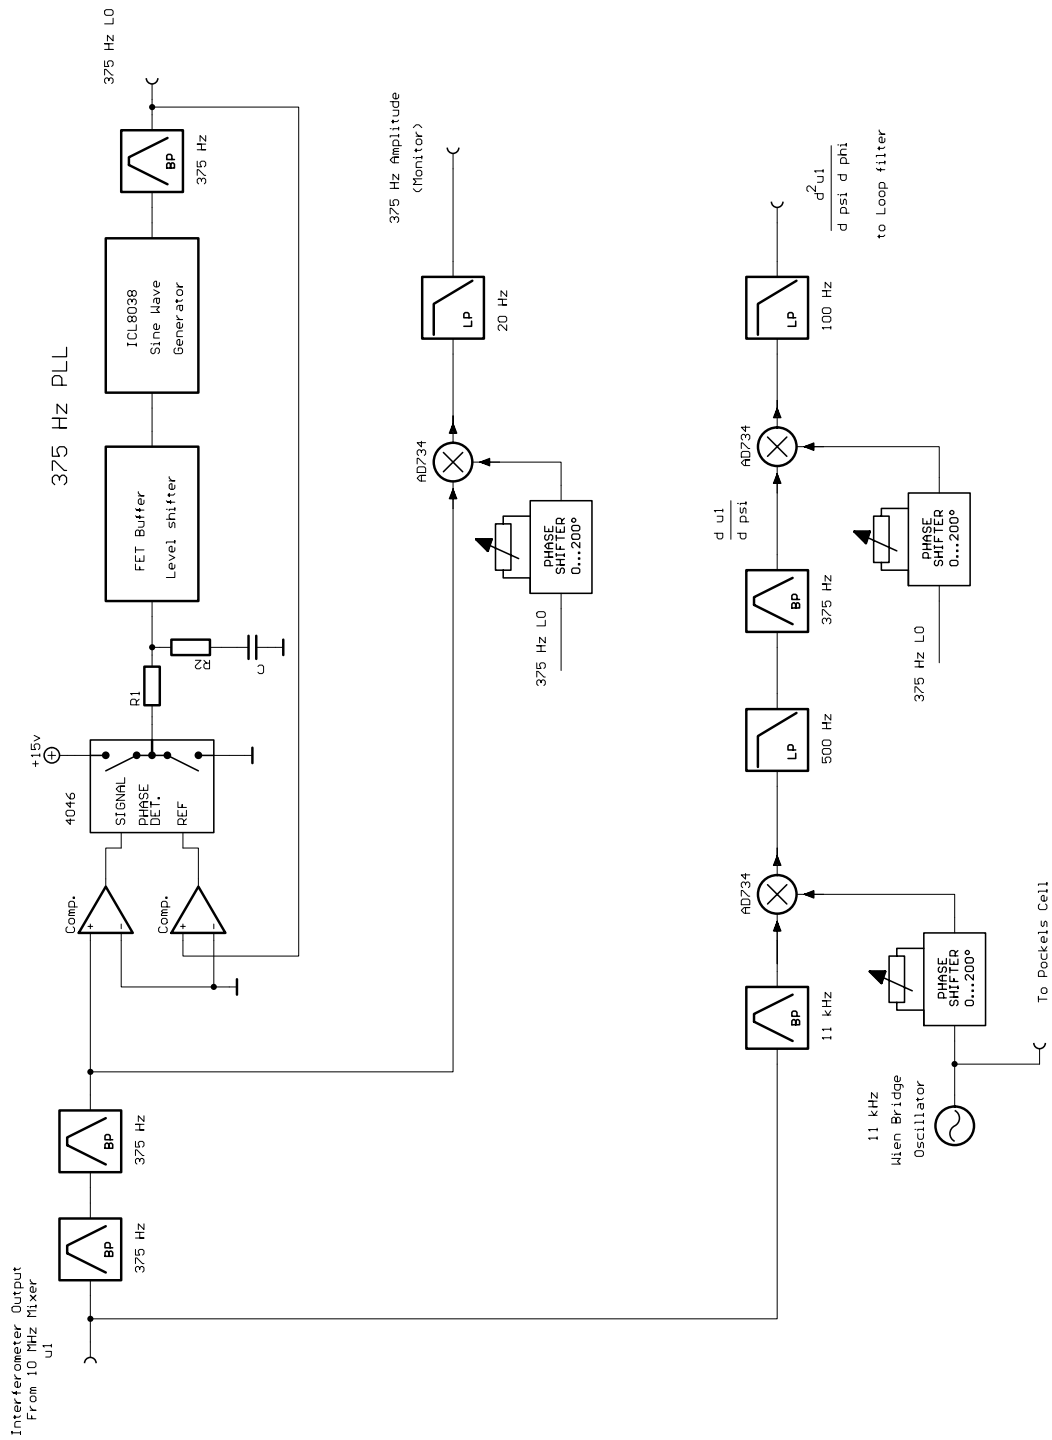 375 Hz PLL
Interferometer Output
From 10 MHz Mixer
u1
BP
375 Hz
BP
375 Hz
Comp.
+
-
Comp.
+
-
4046
SIGNAL
PHASE
DET.
REF
+15v
R1
R2
C
FET Buffer
Level shifter
ICL8038
Sine Wave
Generator
BP
375 Hz
375 Hz LO
375 Hz LO
PHASE
SHIFTER
0...200°
AD734
LP
20 Hz
375 Hz Amplitude
(Monitor)
BP
11 kHz
11 kHz
Wien Bridge
Oscillator
To Pockels Cell
PHASE
SHIFTER
0...200°
AD734
LP
500 Hz
BP
375 Hz
d u1
d psi
375 Hz LO
PHASE
SHIFTER
0...200°
AD734
LP
100 Hz
d²u1
d psi d phi
to Loop filter